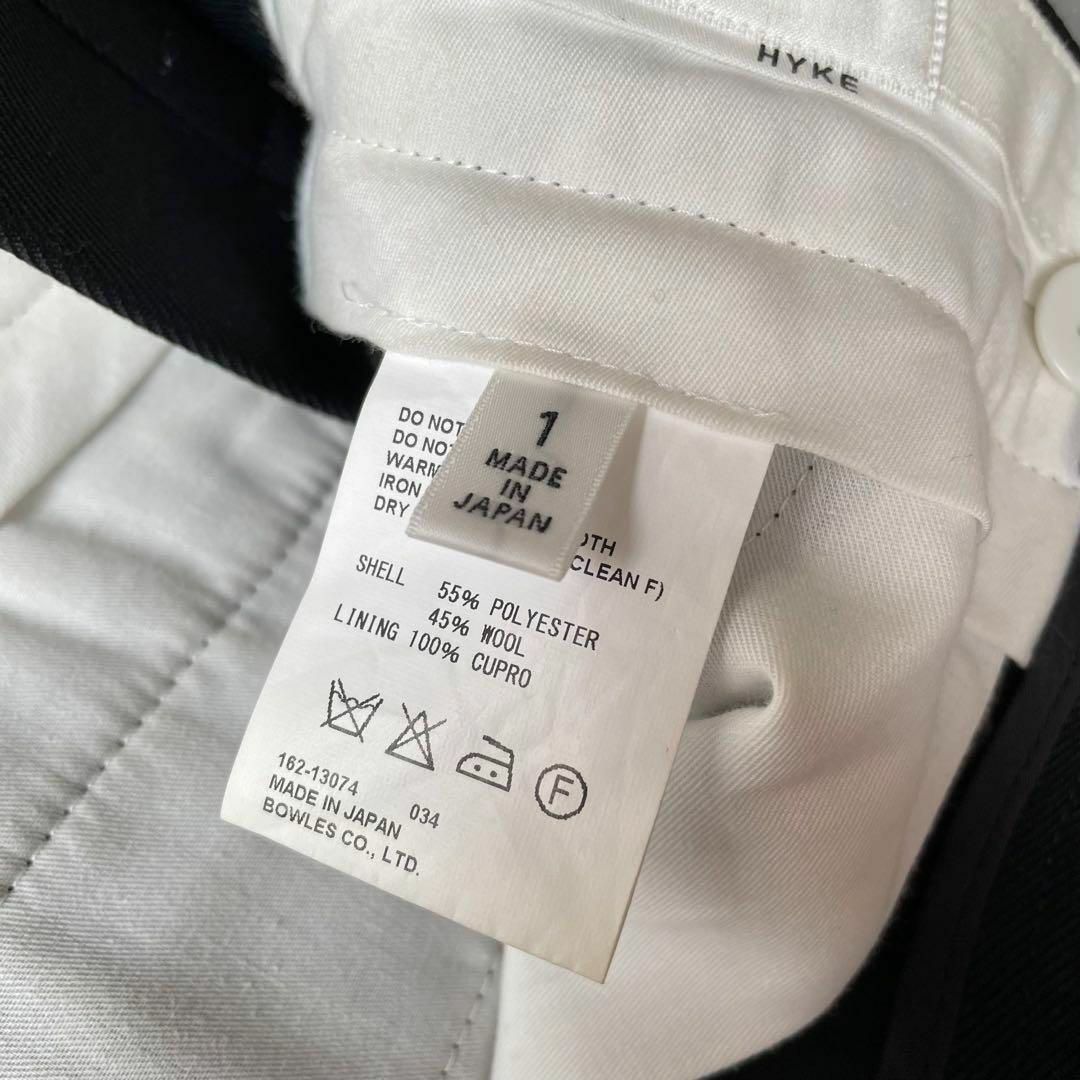 HYKE
1
MADE
IN
JAPAN
DO NOT
DO NOT
WARM
IRON
DRY
CLEAN F)
SHELL 55% POLYESTER
45% WOOL
LINING 100% CUPRO
F
162-13074 034
MADE IN JAPAN
BOWLES CO., LTD.